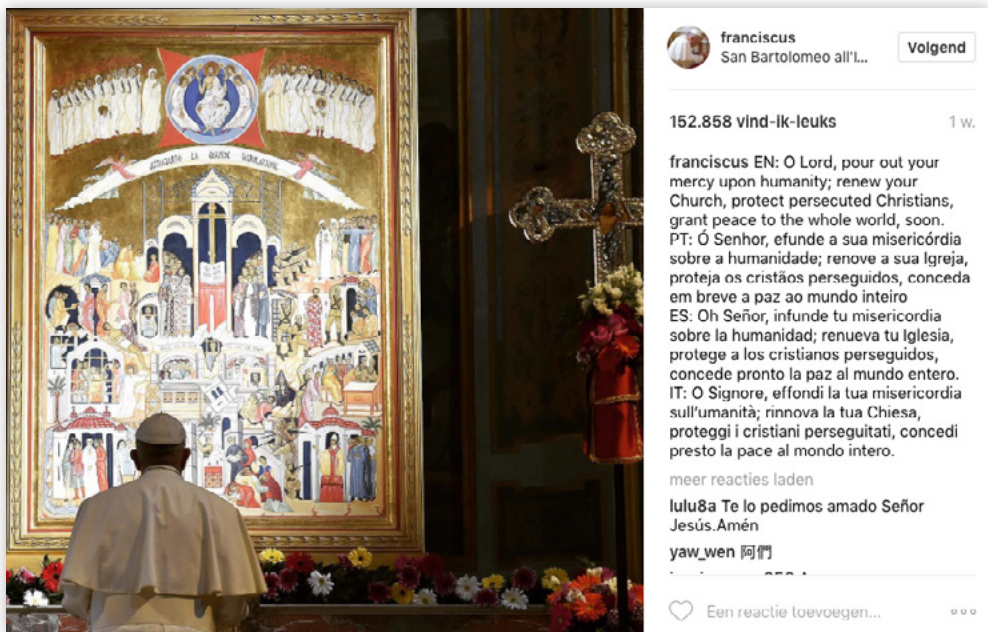 franciscus
San Bartolomeo all'I...
Volgend
152.858 vind-ik-leuks
1 w.
franciscus EN: O Lord, pour out your
mercy upon humanity; renew your
Church, protect persecuted Christians,
grant peace to the whole world, soon.
PT: Ó Senhor, efunde a sua misericórdia
sobre a humanidade; renove a sua Igreja,
proteja os cristãos perseguidos, conceda
em breve a paz ao mundo inteiro
ES: Oh Señor, infunde tu misericordia
sobre la humanidad; renueva tu Iglesia,
protege a los cristianos perseguidos,
concede pronto la paz al mundo entero.
IT: O Signore, effondi la tua misericordia
sull'umanità; rinnova la tua Chiesa,
proteggi i cristiani perseguitati, concedi
presto la pace al mondo intero.
meer reacties laden
lulu8a Te lo pedimos amado Señor
Jesús.Amén
yaw_wen 阿們
Een reactie toevoegen...